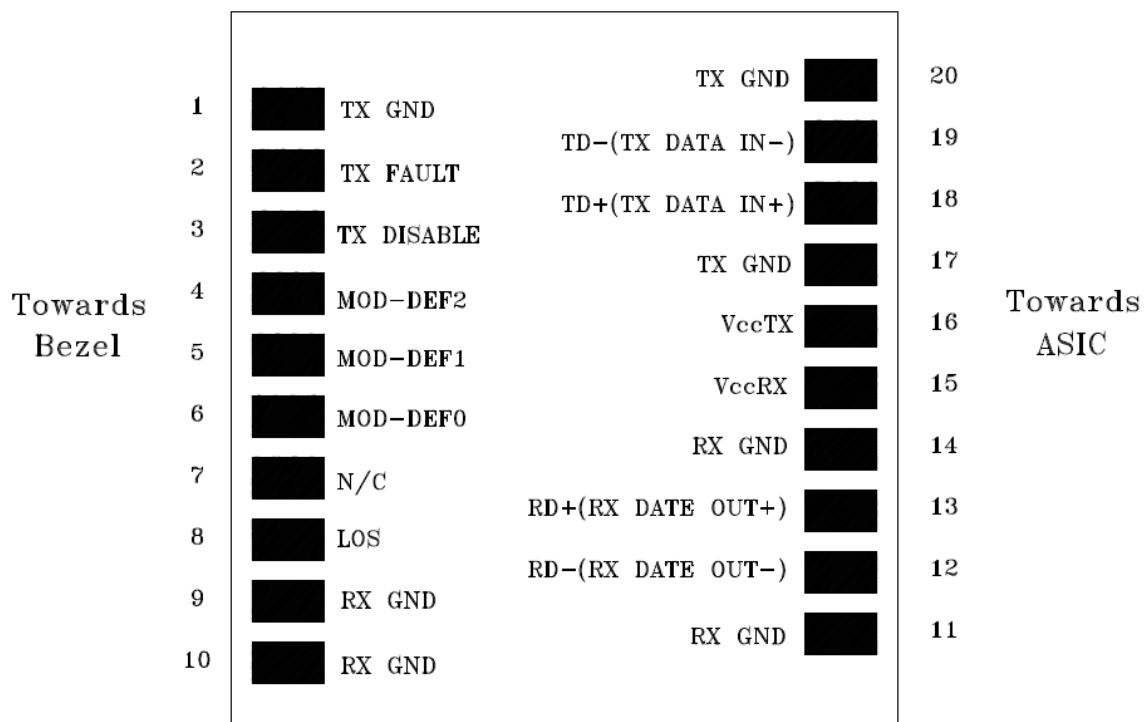 Towards
Bezel
1 TX GND
2 TX FAULT
3 TX DISABLE
4 MOD-DEF2
5 MOD-DEF1
6 MOD-DEF0
7 N/C
8 LOS
9 RX GND
10 RX GND
TX GND 20
TD-(TX DATA IN-) 19
TD+(TX DATA IN+) 18
TX GND 17
VccTX 16
VccRX 15
RX GND 14
RD+(RX DATE OUT+) 13
RD-(RX DATE OUT-) 12
RX GND 11
Towards
ASIC